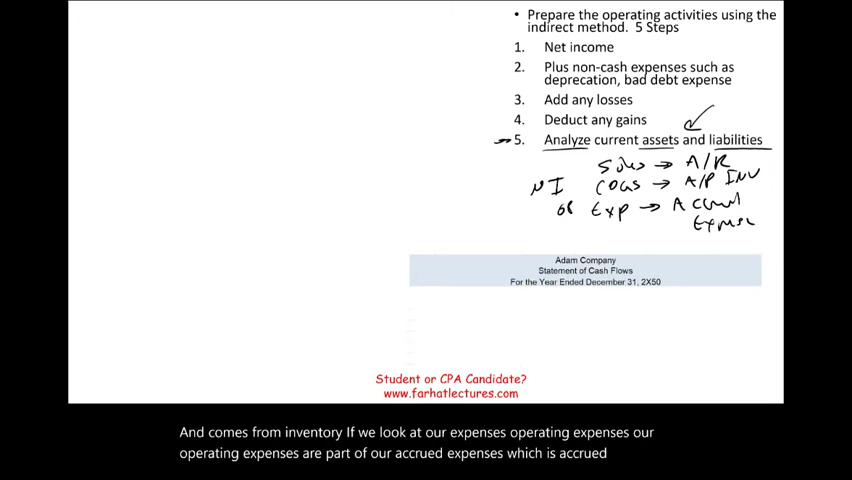 • Prepare the operating activities using the
indirect method. 5 Steps
1. Net income
2. Plus non-cash expenses such as
deprecation, bad debt expense
3. Add any losses
4. Deduct any gains
5. Analyze current assets and liabilities
Sales → A/R
NI COGS → A/P INV
Exp → Accrued
Expense
Adam Company
Statement of Cash Flows
For the Year Ended December 31, 2X50
Student or CPA Candidate?
www.farhatlectures.com
And comes from inventory If we look at our expenses operating expenses our
operating expenses are part of our accrued expenses which is accrued